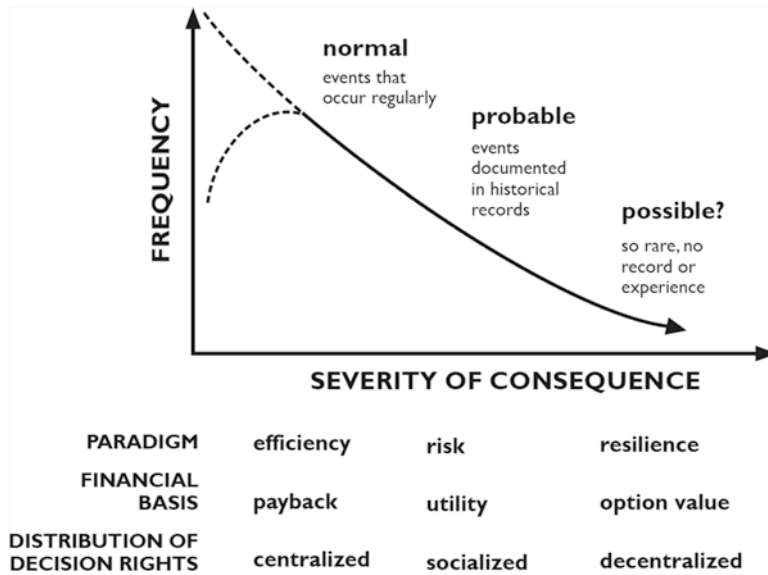 normal
events that
occur regularly
probable
events
documented
in historical
records
possible?
so rare, no
record or
experience
FREQUENCY
SEVERITY OF CONSEQUENCE
PARADIGM efficiency risk resilience
FINANCIAL
BASIS payback utility option value
DISTRIBUTION OF
DECISION RIGHTS centralized socialized decentralized